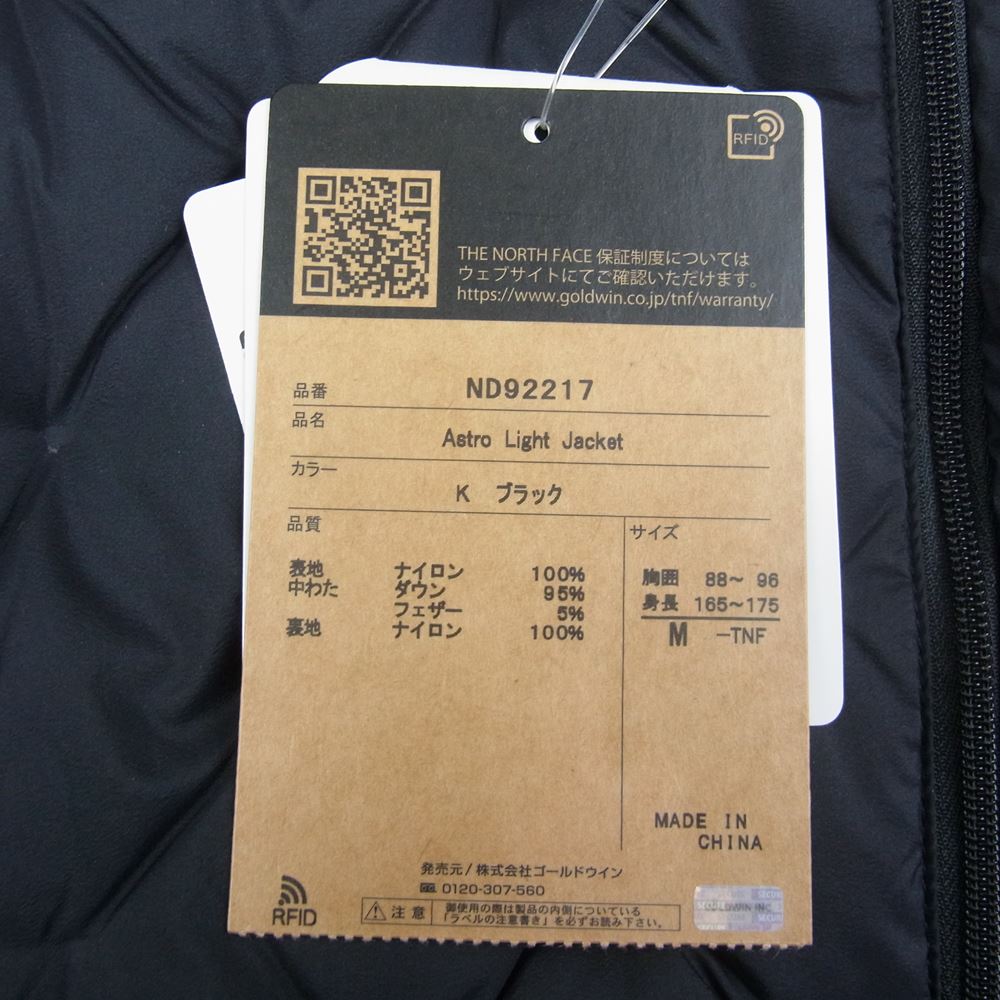 RFID
THE NORTH FACE 保証制度については
ウェブサイトにてご確認いただけます。
https://www.goldwin.co.jp/tnf/warranty/
品番 ND92217
品名
Astro Light Jacket
カラー
K ブラック
品質
表地 ナイロン 100%
中わた ダウン 95%
フェザー 5%
裏地 ナイロン 100%
サイズ
胸囲 88～ 96
身長 165～175
M -TNF
MADE IN
CHINA
発売元/株式会社ゴールドウイン
0120-307-560
RFID
注意
御使用の際は製品の内側についている
「ラベルの注意書き」を必ずお読み下さい。
SECURE
GOLDWIN INC.